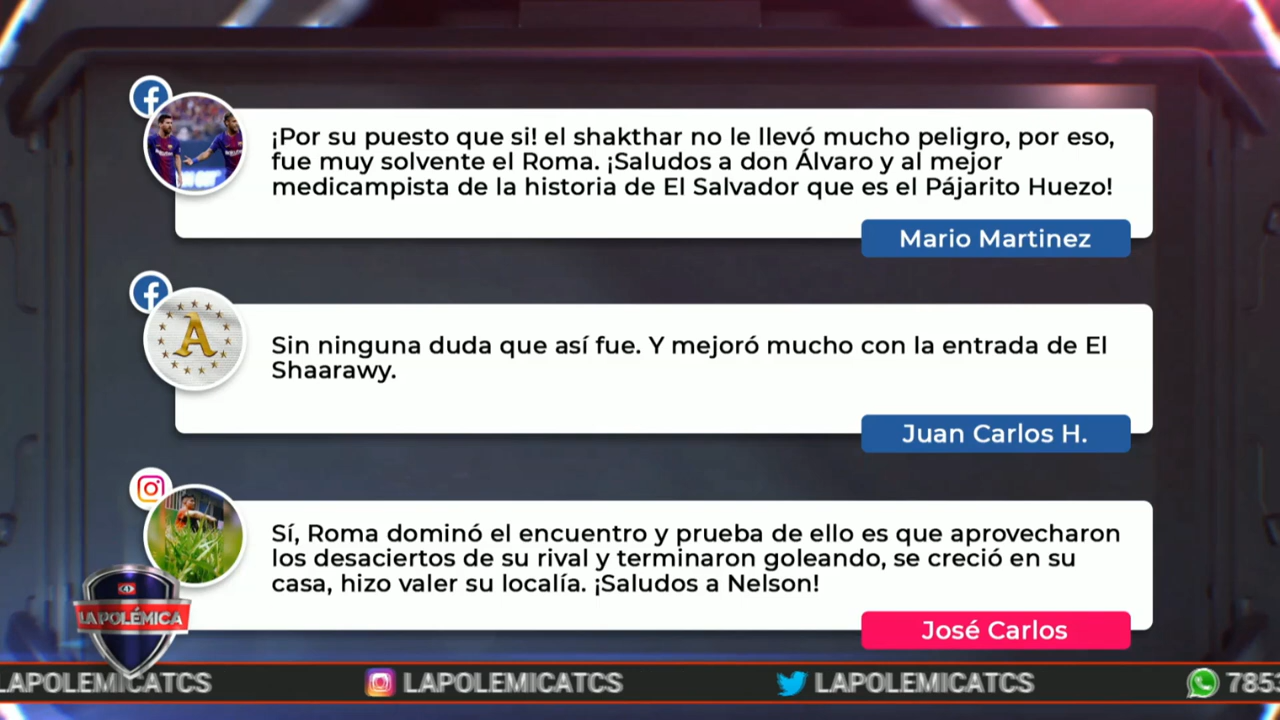 ¡Por su puesto que si! el shakthar no le llevó mucho peligro, por eso,
fue muy solvente el Roma. ¡Saludos a don Álvaro y al mejor
medicampista de la historia de El Salvador que es el Pájarito Huezo!
Mario Martinez
A
Sin ninguna duda que así fue. Y mejoró mucho con la entrada de El
Shaarawy.
Juan Carlos H.
Sí, Roma dominó el encuentro y prueba de ello es que aprovecharon
los desaciertos de su rival y terminaron goleando, se creció en su
casa, hizo valer su localía. ¡Saludos a Nelson!
José Carlos
4
LA POLÉMICA
LAPOLEMICATCS LAPOLEMICATCS LAPOLEMICATCS 7853